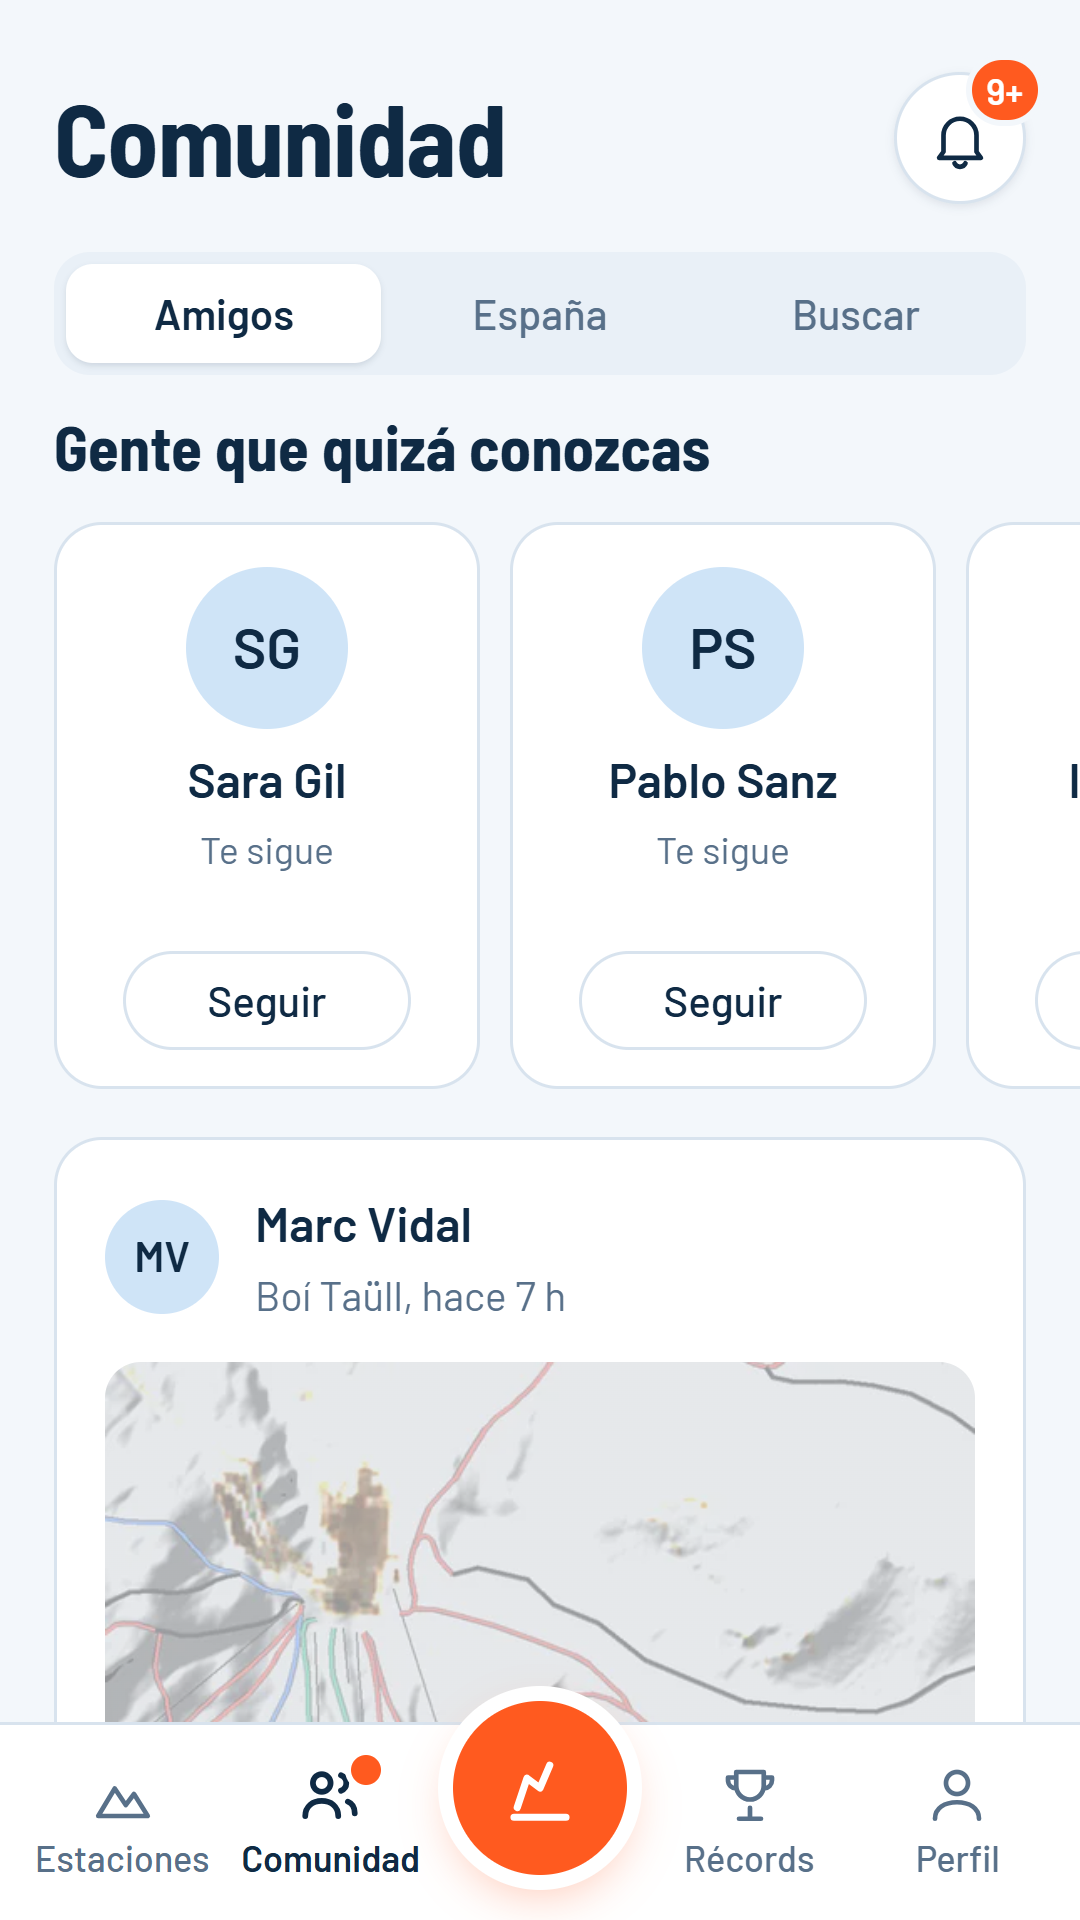 Comunidad
9+
Amigos
España
Buscar
Gente que quizá conozcas
SG
PS
Sara Gil
Pablo Sanz
Te sigue
Te sigue
Seguir
Seguir
MV
Marc Vidal
Boí Taüll, hace 7 h
Estaciones
Comunidad
Récords
Perfil